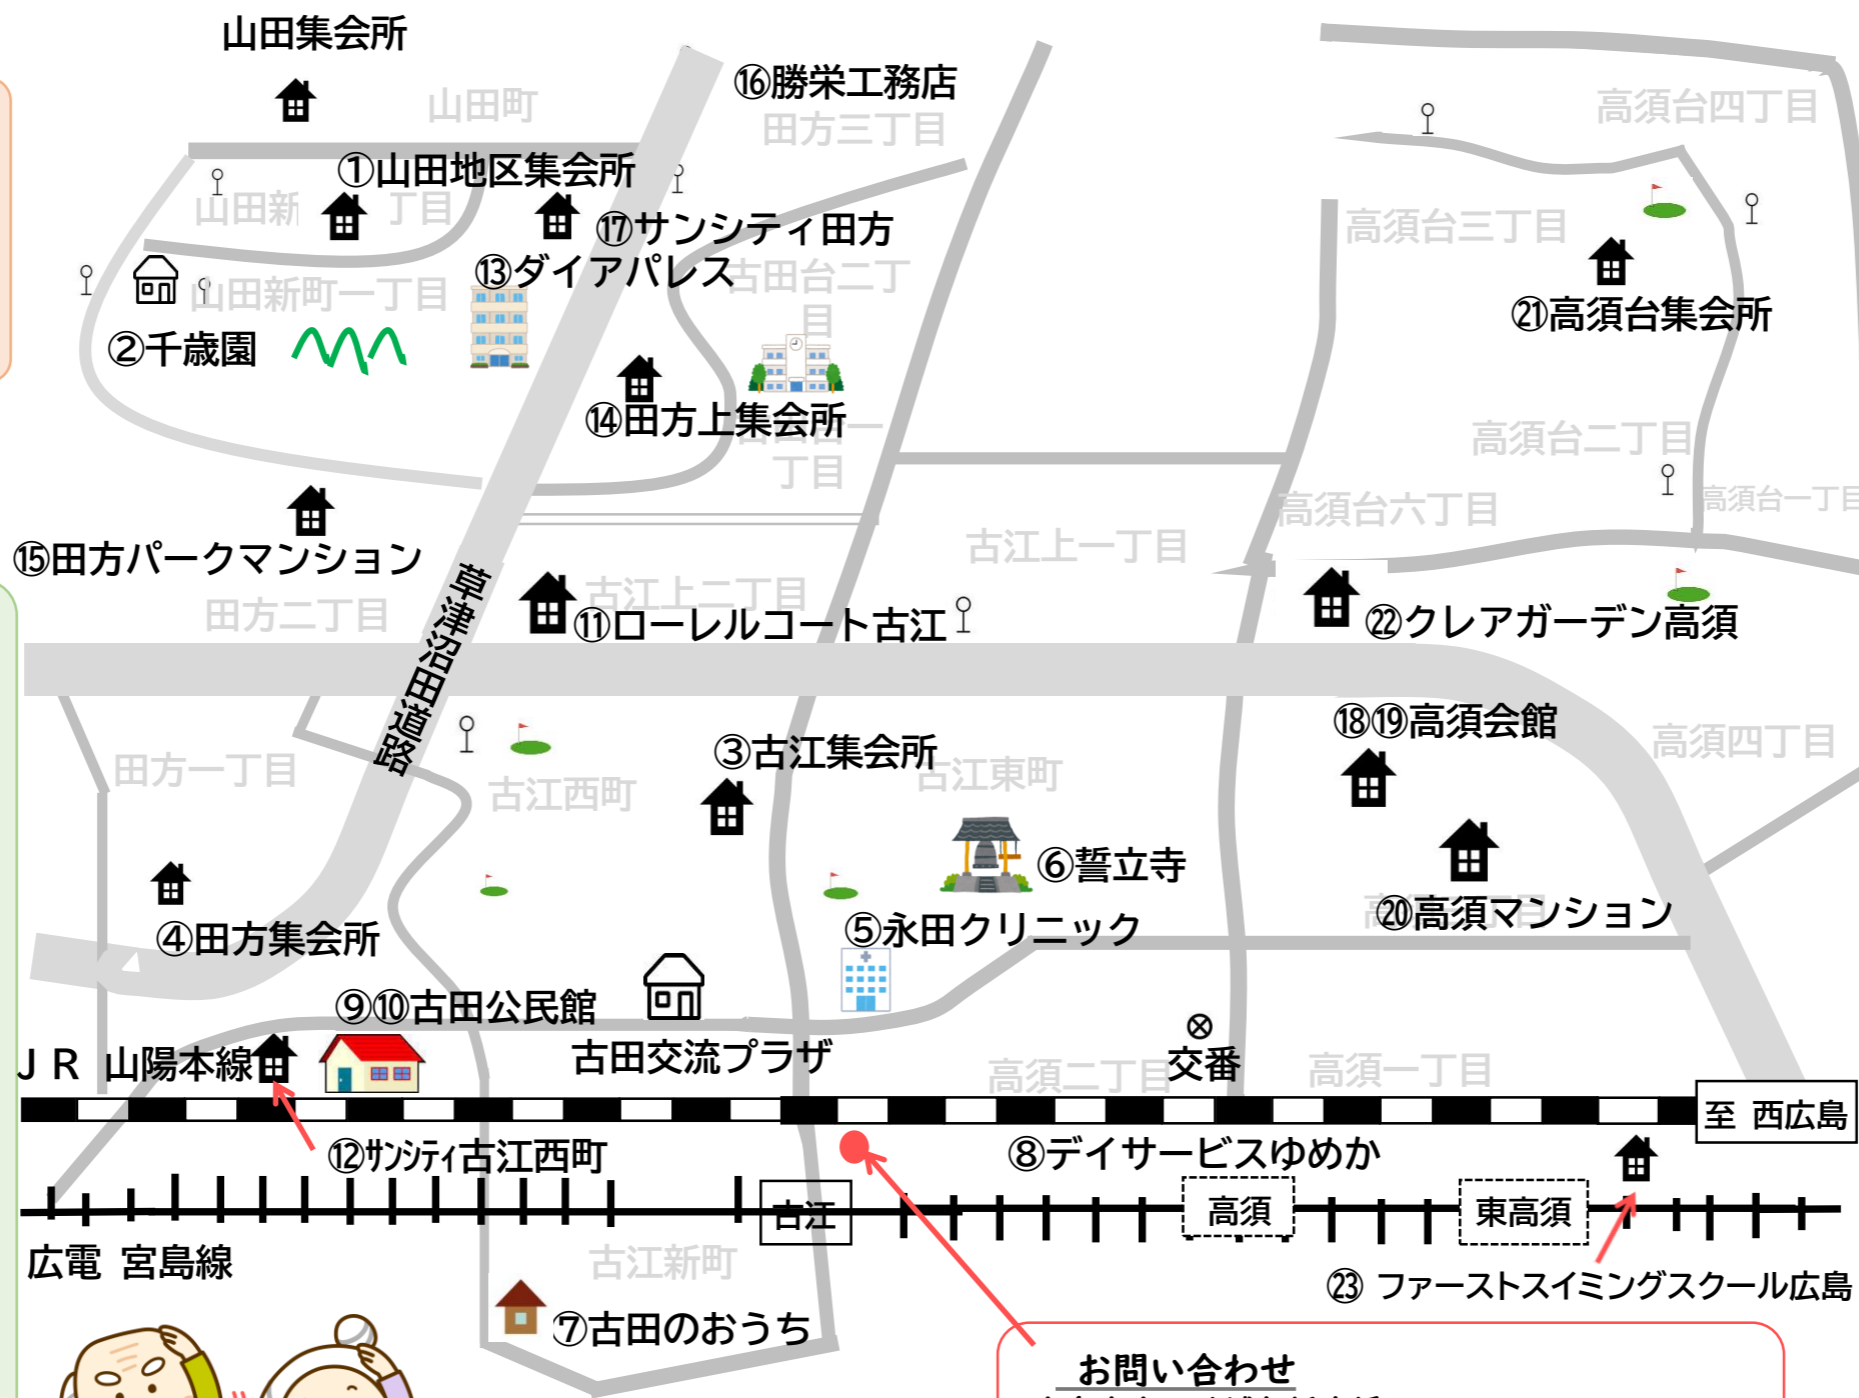 山田集会所
山田町
⑯勝栄工務店
田方三丁目
高須台四丁目
①山田地区集会所
山田新
丁目
⑰サンシティ田方
高須台三丁目
⑬ダイアパレス
古田台二丁
目
山田新町一丁目
②千歳園
㉑高須台集会所
⑭田方上集会所
丁目
高須台二丁目
高須台六丁目
高須台一丁目
⑮田方パークマンション
古江上一丁目
田方二丁目
草津沼田道路
古江上二丁目
⑪ローレルコート古江
㉒クレアガーデン高須
⑱⑲高須会館
高須四丁目
③古江集会所
田方一丁目
古江西町
古江東町
⑥誓立寺
⑳高須マンション
④田方集会所
⑤永田クリニック
⑨⑩古田公民館
古田交流プラザ
交番
高須二丁目
高須一丁目
ＪＲ 山陽本線
至 西広島
⑫ｻﾝｼﾃｨ古江西町
⑧デイサービスゆめか
古江
高須
東高須
広電 宮島線
古江新町
㉓ ファーストスイミングスクール広島
⑦古田のおうち
お問い合わせ